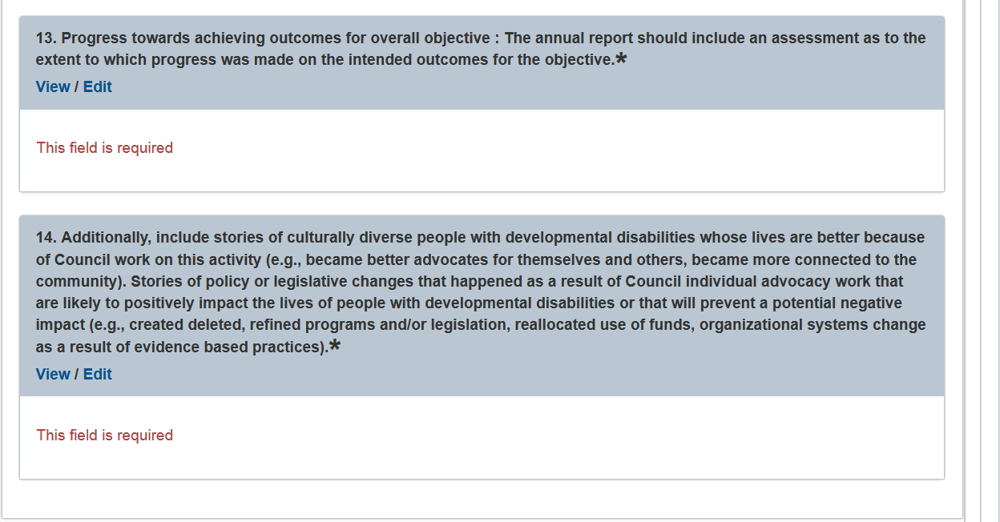 13. Progress towards achieving outcomes for overall objective : The annual report should include an assessment as to the
extent to which progress was made on the intended outcomes for the objective.*
View / Edit
This field is required
14. Additionally, include stories of culturally diverse people with developmental disabilities whose lives are better because
of Council work on this activity (e.g., became better advocates for themselves and others, became more connected to the
community). Stories of policy or legislative changes that happened as a result of Council individual advocacy work that
are likely to positively impact the lives of people with developmental disabilities or that will prevent a potential negative
impact (e.g., created deleted, refined programs and/or legislation, reallocated use of funds, organizational systems change
as a result of evidence based practices).*
View / Edit
This field is required